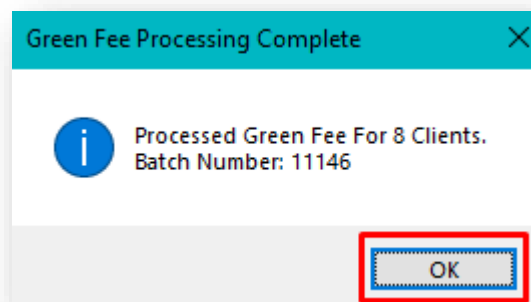 Green Fee Processing Complete
Processed Green Fee For 8 Clients.
Batch Number: 11146
OK